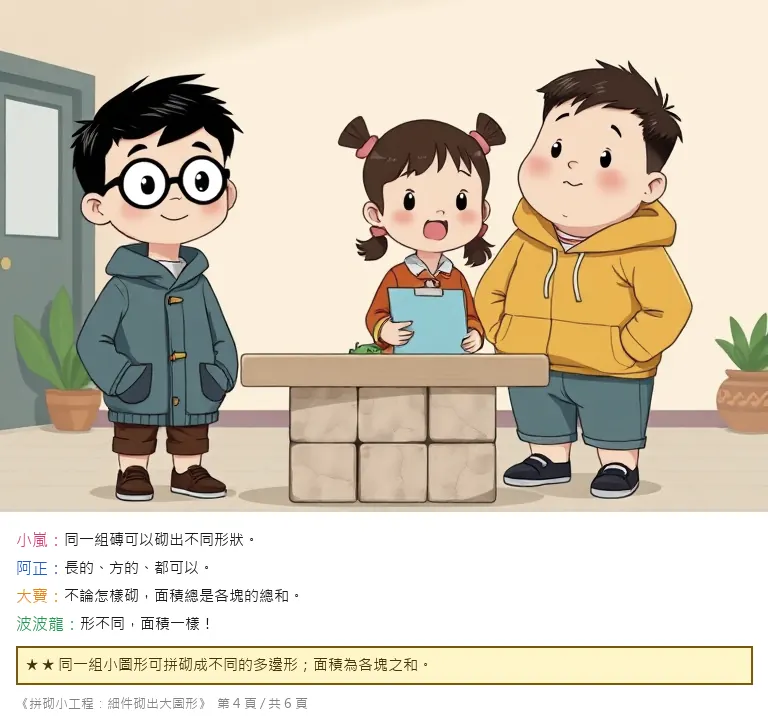 小嵐：同一組磚可以砌出不同形狀。
阿正：長的、方的、都可以。
大寶：不論怎樣砌，面積總是各塊的總和。
波波龍：形不同，面積一樣！
★★同一組小圖形可拼砌成不同的多邊形；面積為各塊之和。
《拼砌小工程：細件砌出大圖形》 第 4 頁 / 共 6 頁